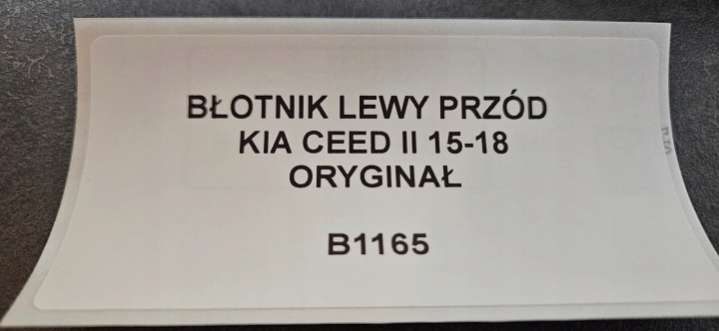 BŁOTNIK LEWY PRZÓD
KIA CEED II 15-18
ORYGINAŁ
B1165